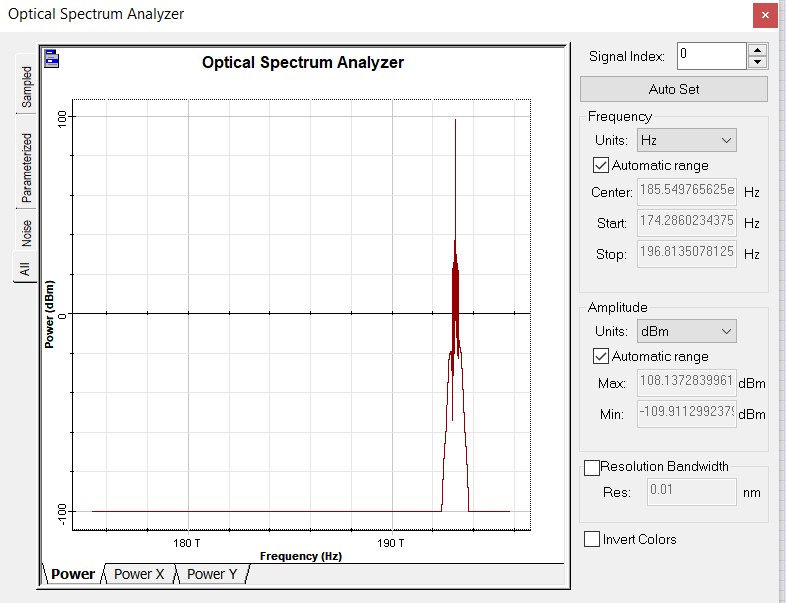 Optical Spectrum Analyzer
Signal Index: 0
Auto Set
Frequency
Units: Hz
Automatic range
Center: 185.549765625e Hz
Start: 174.2860234375 Hz
Stop: 196.8135078125 Hz
Amplitude
Units: dBm
Automatic range
Max: 108.1372839961 dBm
Min: -109.9112992379 dBm
Resolution Bandwidth
Res: 0.01 nm
Invert Colors
Sampled
Parameterized
Noise
All
Optical Spectrum Analyzer
Power (dBm)
100
0
-100
180 T 190 T
Frequency (Hz)
Power Power X Power Y